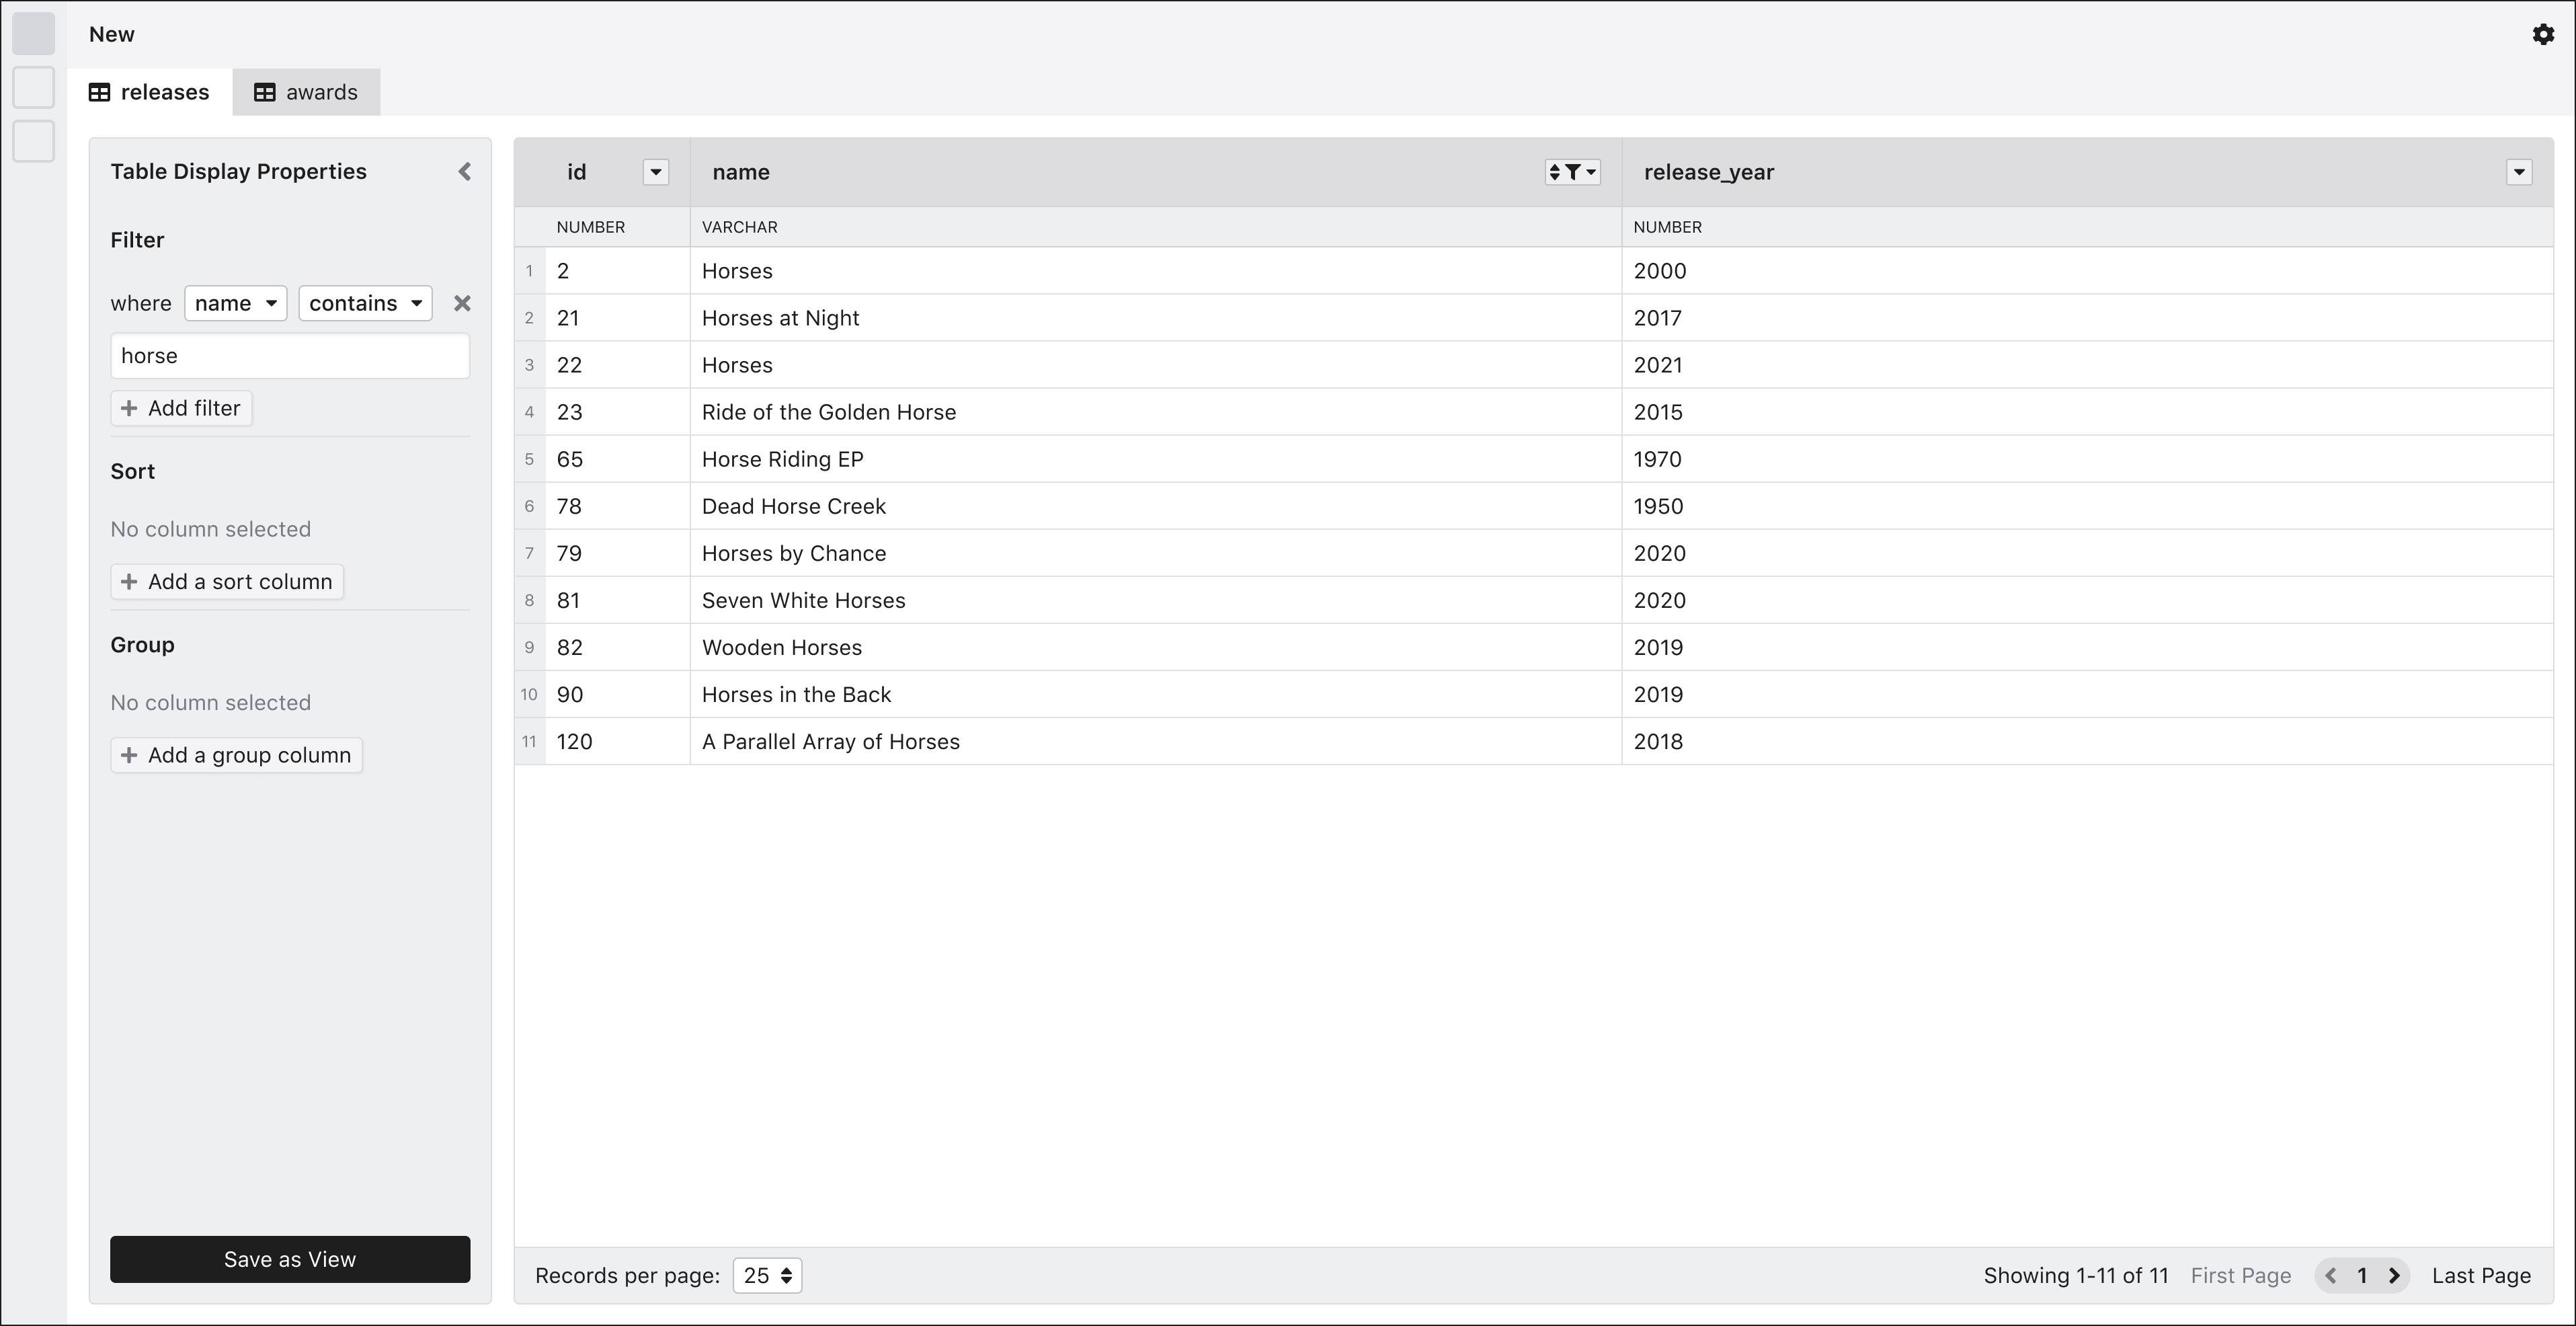 New
releases awards
Table Display Properties
Filter
where name contains
horse
Add filter
Sort
No column selected
Add a sort column
Group
No column selected
Add a group column
Save as View
id name release_year
NUMBER VARCHAR NUMBER
1 2 Horses 2000
2 21 Horses at Night 2017
3 22 Horses 2021
4 23 Ride of the Golden Horse 2015
5 65 Horse Riding EP 1970
6 78 Dead Horse Creek 1950
7 79 Horses by Chance 2020
8 81 Seven White Horses 2020
9 82 Wooden Horses 2019
10 90 Horses in the Back 2019
11 120 A Parallel Array of Horses 2018
Records per page: 25 Showing 1-11 of 11 First Page 1 Last Page